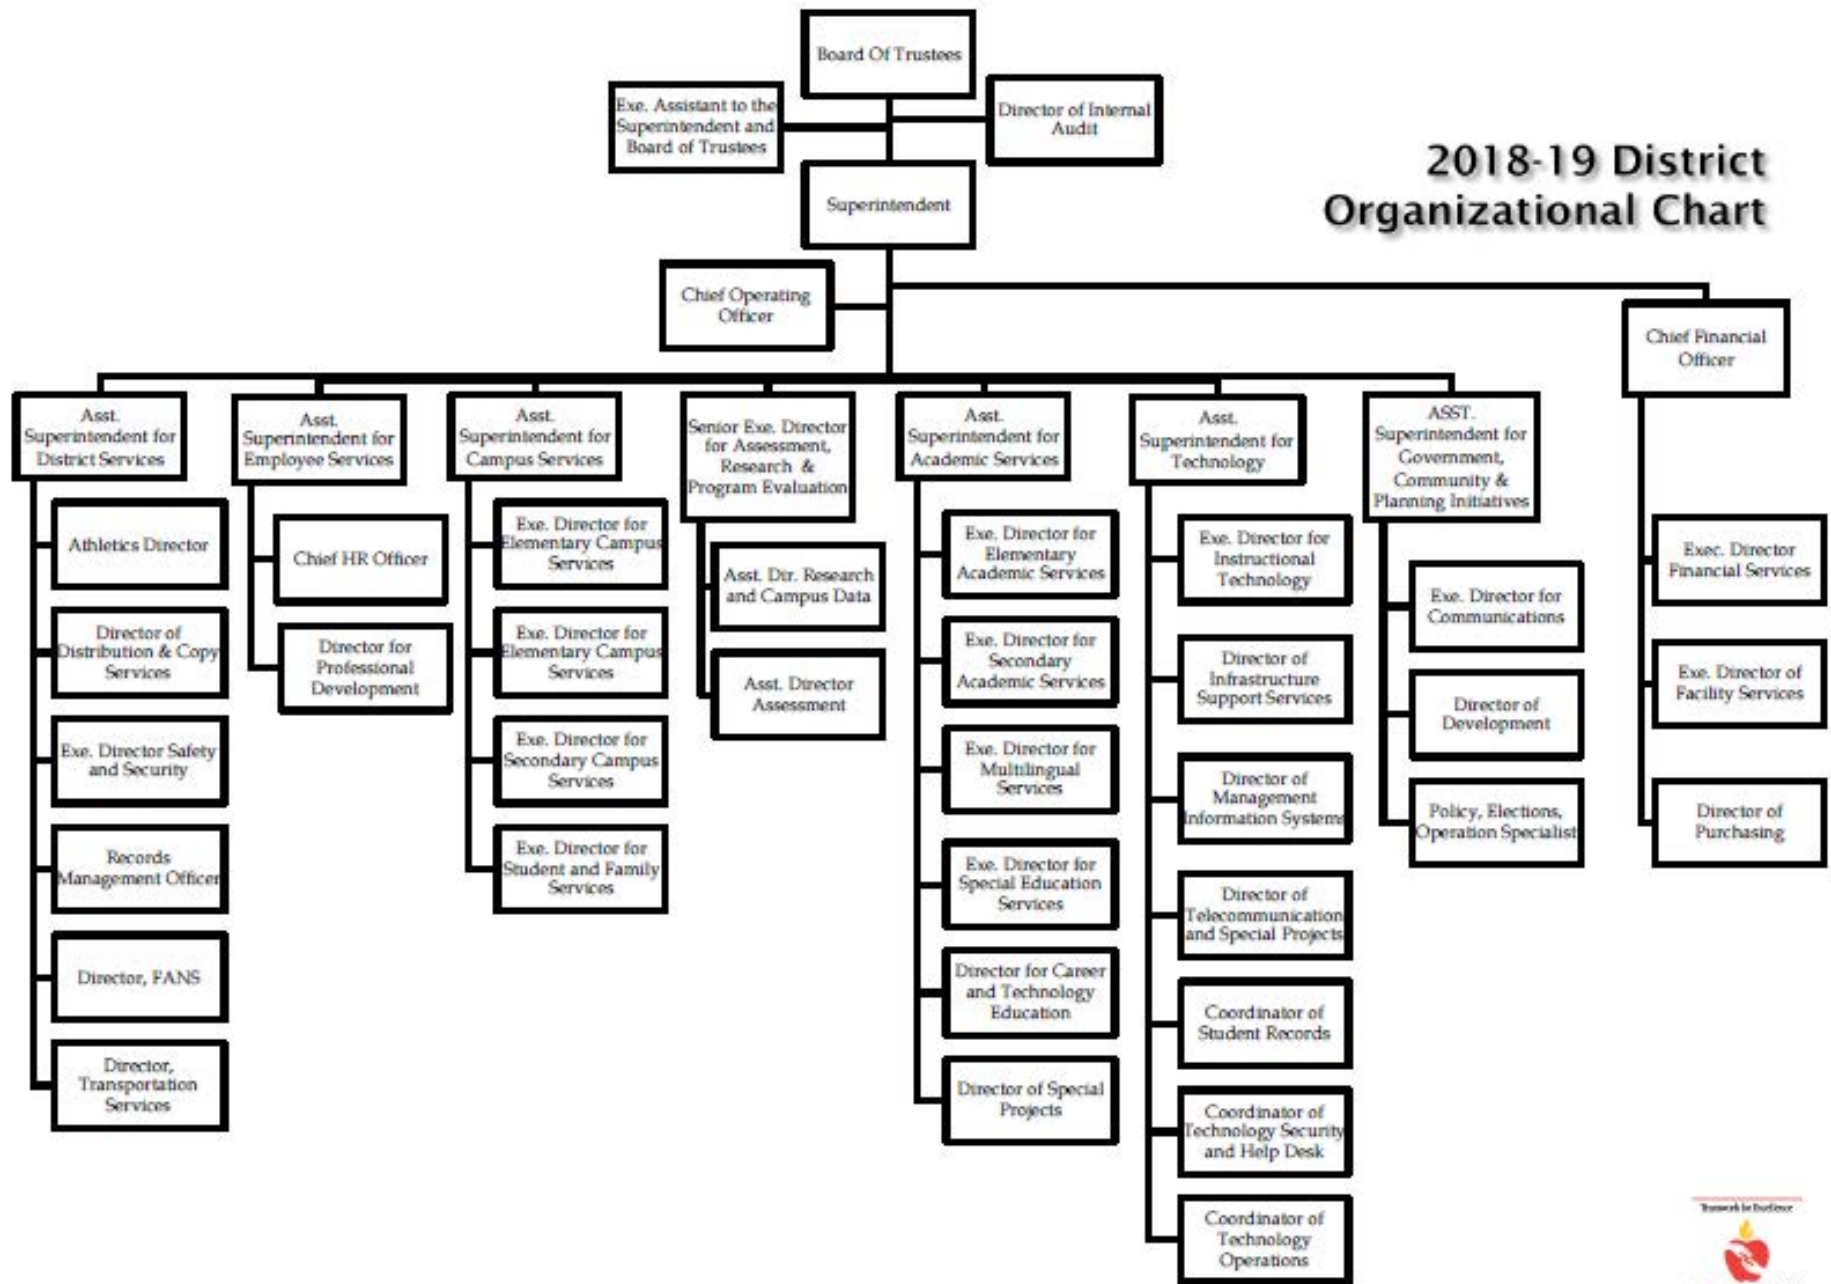 Board Of Trustees
Exe. Assistant to the
Superintendent and
Board of Trustees
Director of Internal
Audit
2018-19 District
Organizational Chart
Superintendent
Chief Operating
Officer
Chief Financial
Officer
Asst.
Superintendent for
District Services
Asst.
Superintendent for
Employee Services
Asst.
Superintendent for
Campus Services
Senior Exe. Director
for Assessment,
Research &
Program Evaluation
Asst.
Superintendent for
Academic Services
Asst.
Superintendent for
Technology
ASST.
Superintendent for
Government,
Community &
Planning Initiatives
Athletics Director
Director of
Distribution & Copy
Services
Exe. Director Safety
and Security
Records
Management Officer
Director, FANS
Director,
Transportation
Services
Chief HR Officer
Director for
Professional
Development
Exe. Director for
Elementary Campus
Services
Exe. Director for
Elementary Campus
Services
Exe. Director for
Secondary Campus
Services
Exe. Director for
Student and Family
Services
Asst. Dir. Research
and Campus Data
Asst. Director
Assessment
Exe. Director for
Elementary
Academic Services
Exe. Director for
Secondary
Academic Services
Exe. Director for
Multilingual
Services
Exe. Director for
Special Education
Services
Director for Career
and Technology
Education
Director of Special
Projects
Exe. Director for
Instructional
Technology
Director of
Infrastructure
Support Services
Director of
Management
Information Systems
Director of
Telecommunication
and Special Projects
Coordinator of
Student Records
Coordinator of
Technology Security
and Help Desk
Coordinator of
Technology
Operations
Exe. Director for
Communications
Director of
Development
Policy, Elections,
Operation Specialist
Exec. Director
Financial Services
Exe. Director of
Facility Services
Director of
Purchasing
Teamwork for Excellence